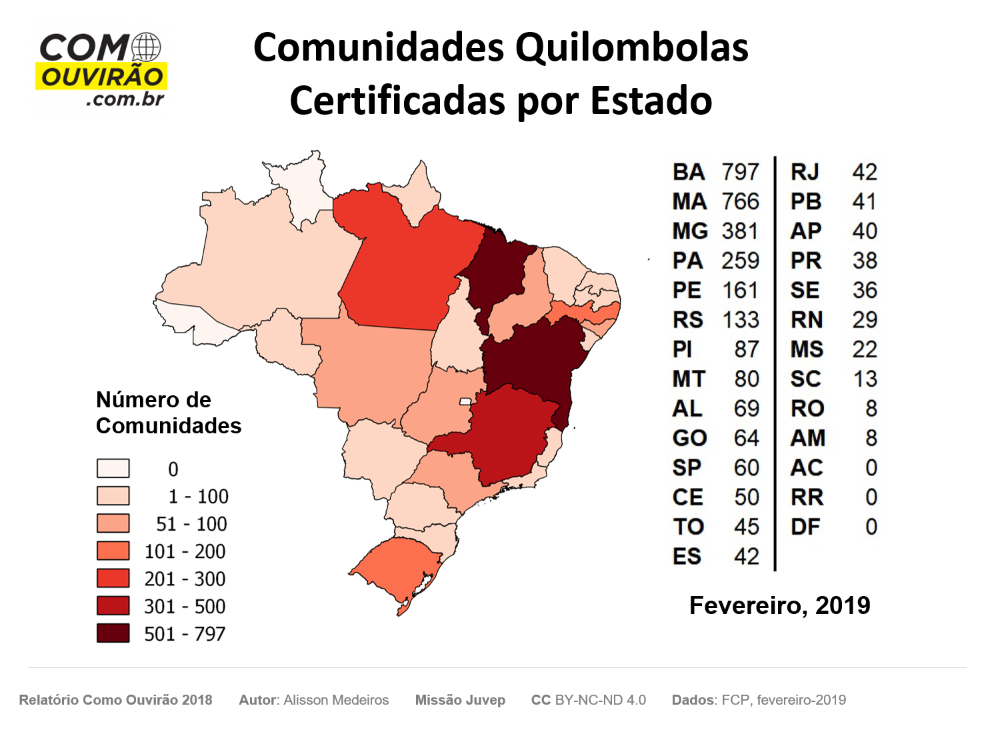 COMO
OUVIRÃO
.com.br
Comunidades Quilombolas
Certificadas por Estado
BA 797
MA 766
MG 381
PA 259
PE 161
RS 133
PI 87
MT 80
AL 69
GO 64
SP 60
CE 50
TO 45
ES 42
RJ 42
PB 41
AP 40
PR 38
SE 36
RN 29
MS 22
SC 13
RO 8
AM 8
AC 0
RR 0
DF 0
Fevereiro, 2019
Número de
Comunidades
0
1 - 100
51 - 100
101 - 200
201 - 300
301 - 500
501 - 797
Relatório Como Ouvirão 2018 Autor: Alisson Medeiros Missão Juvep CC BY-NC-ND 4.0 Dados: FCP, fevereiro-2019